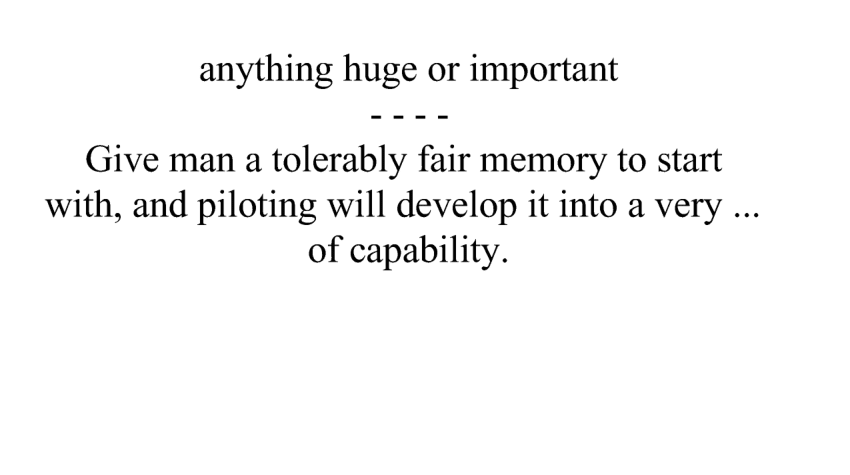 anything huge or important
- - - -
Give man a tolerably fair memory to start
with, and piloting will develop it into a very ...
of capability.